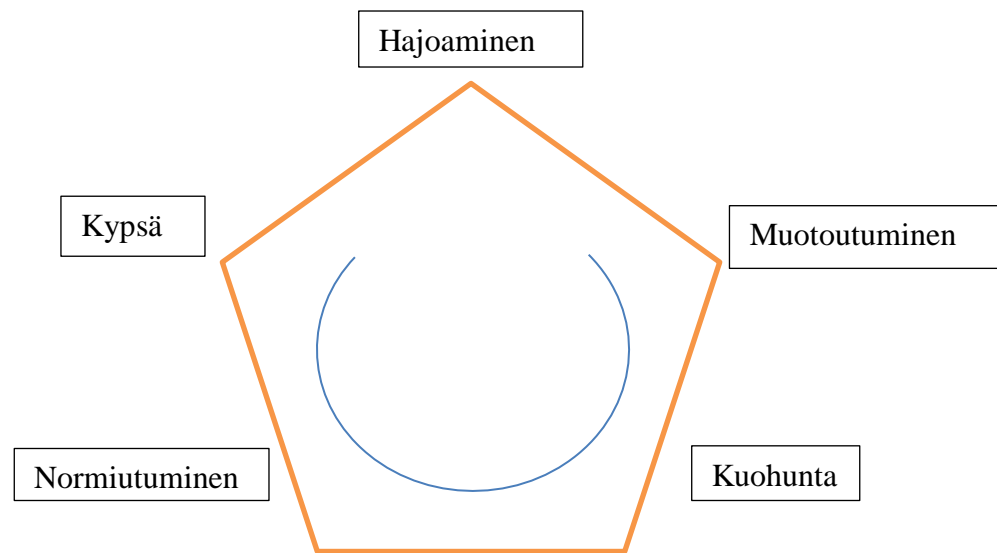 Hajoaminen
Kypsä
Muotoutuminen
Normiutuminen
Kuohunta